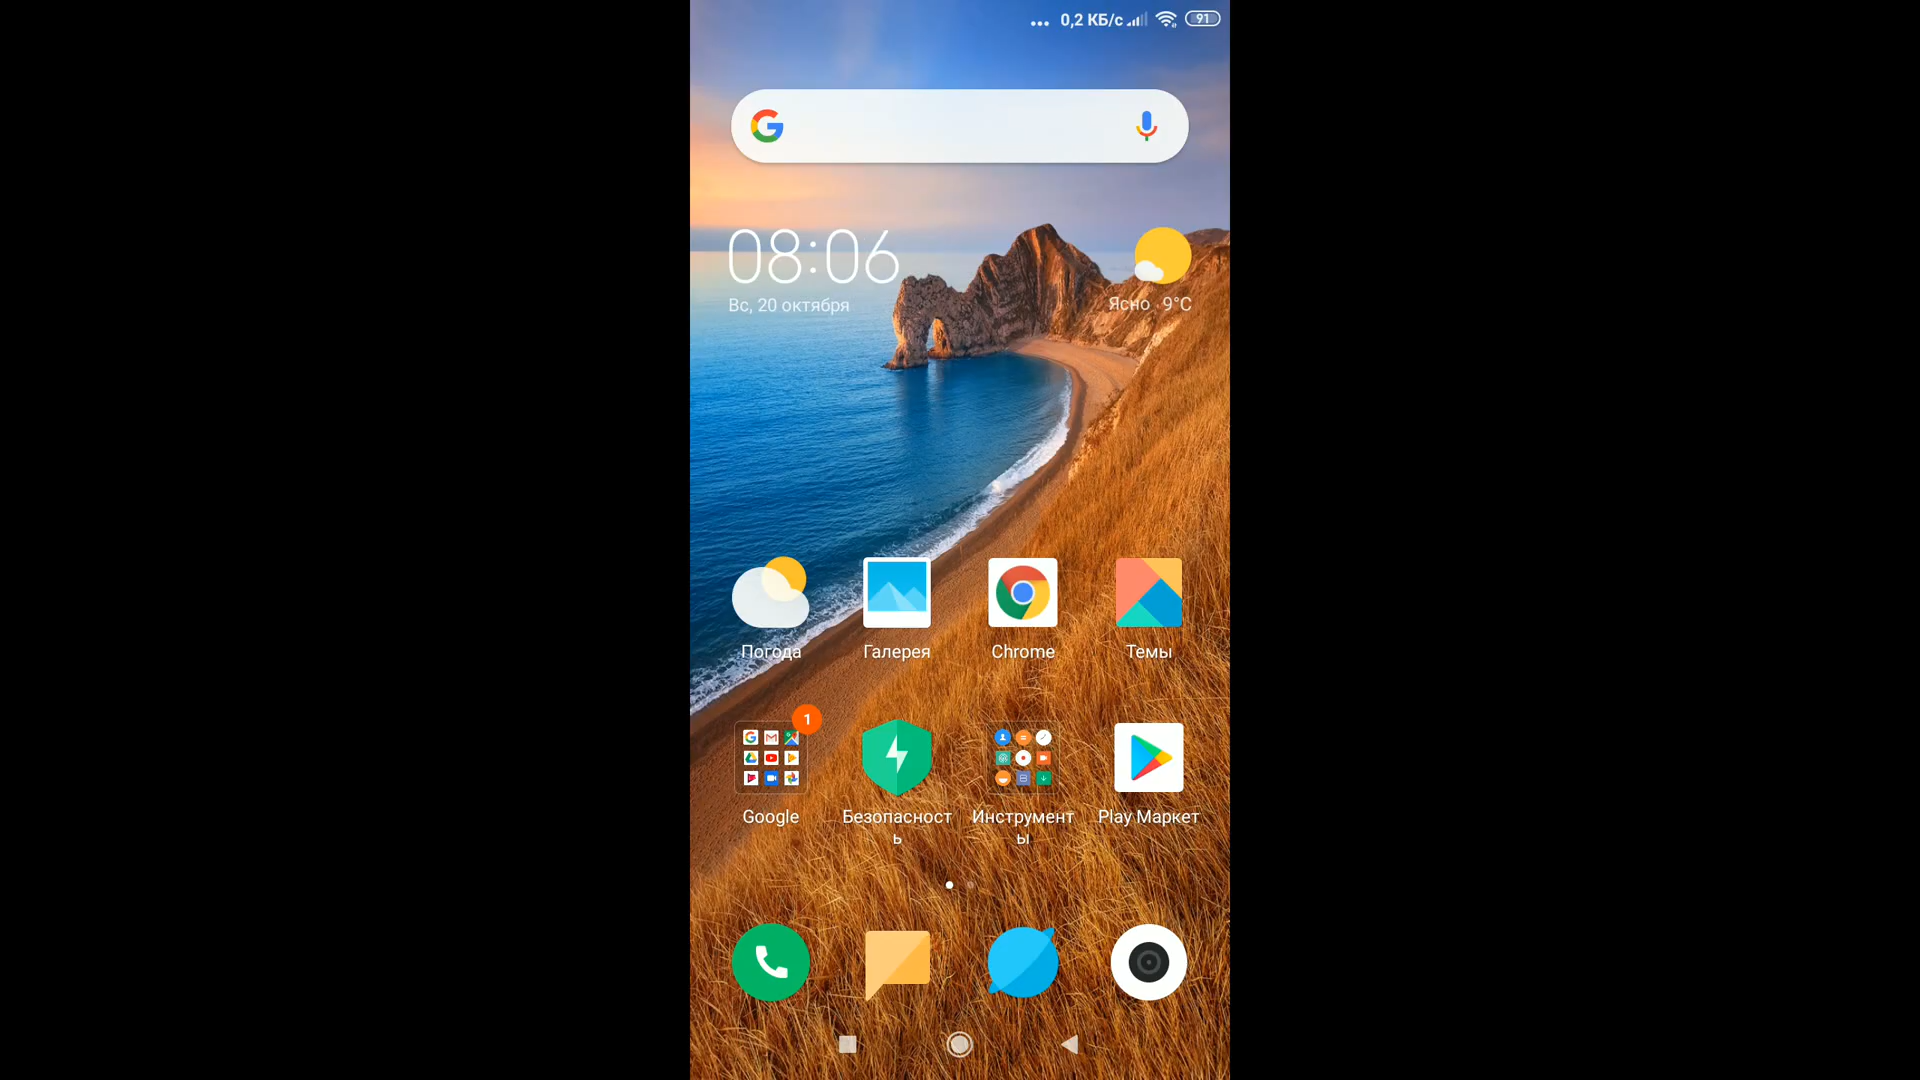 ... 0,2 КБ/с 91
08:06
Вс, 20 октября
Ясно 9°C
Погода
Галерея
Chrome
Темы
1
Google
Безопасност
ь
Инструмент
ы
Play Маркет